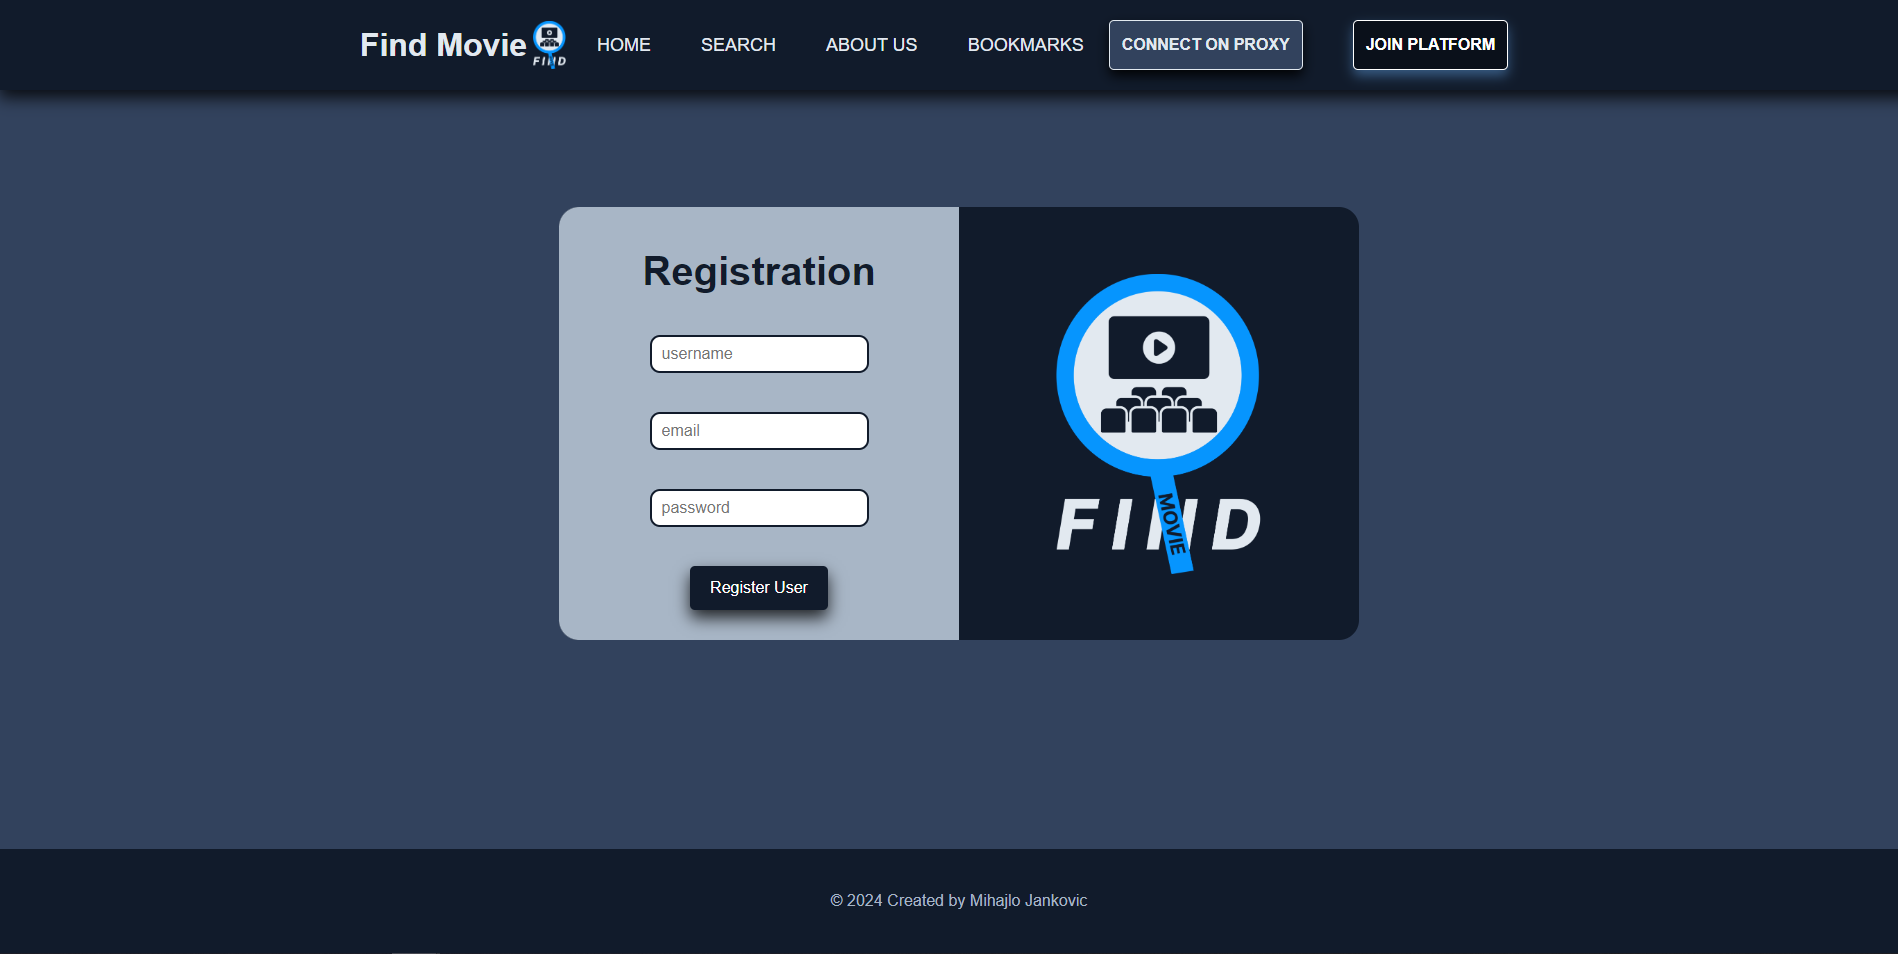 Find Movie
FIND
HOME
SEARCH
ABOUT US
BOOKMARKS
CONNECT ON PROXY
JOIN PLATFORM
Registration
username
email
password
Register User
FIND
MOVIE
© 2024 Created by Mihajlo Jankovic